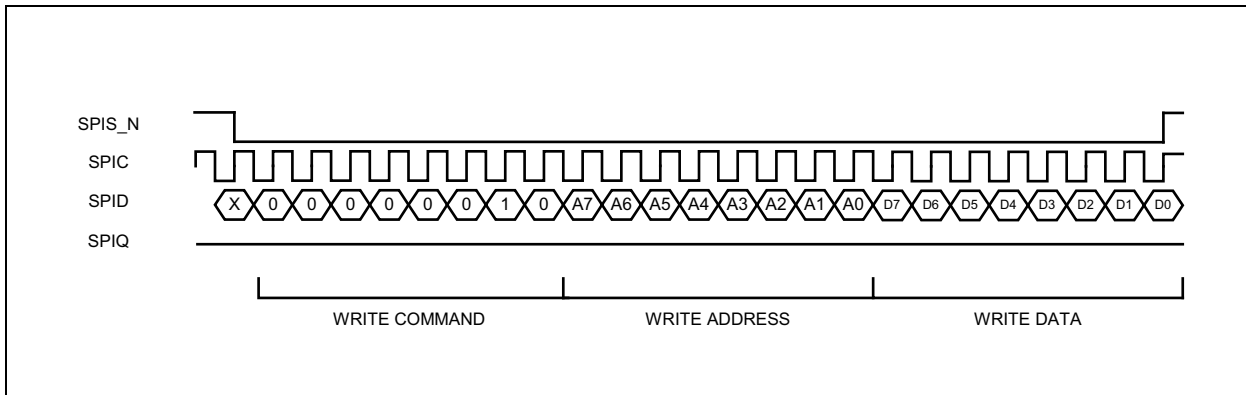 SPIS_N
SPIC
SPID X 0 0 0 0 0 0 1 0 A7 A6 A5 A4 A3 A2 A1 A0 D7 D6 D5 D4 D3 D2 D1 D0
SPIQ
WRITE COMMAND WRITE ADDRESS WRITE DATA